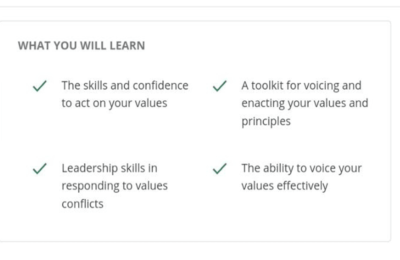 WHAT YOU WILL LEARN
The skills and confidence
to act on your values
A toolkit for voicing and
enacting your values and
principles
Leadership skills in
responding to values
conflicts
The ability to voice your
values effectively